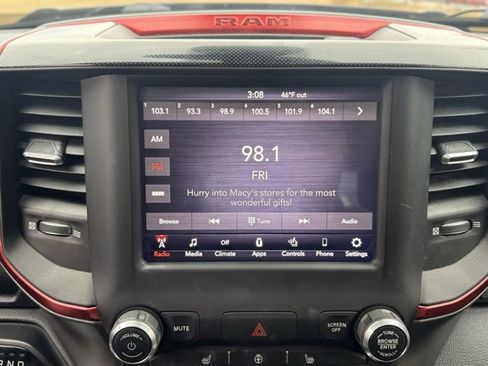 RAM
3:08 46°F out
1 103.1 2 93.3 3 98.9 4 100.5 5 101.9 6 104.1
AM
98.1
FM
FRI
Hurry into Macy's stores for the most
wonderful gifts!
Browse Tune Audio
Off
Radio Media Climate Apps Controls Phone Settings
VOLUME MUTE SCREEN OFF TUNE BROWSE ENTER SCROLL
R N D